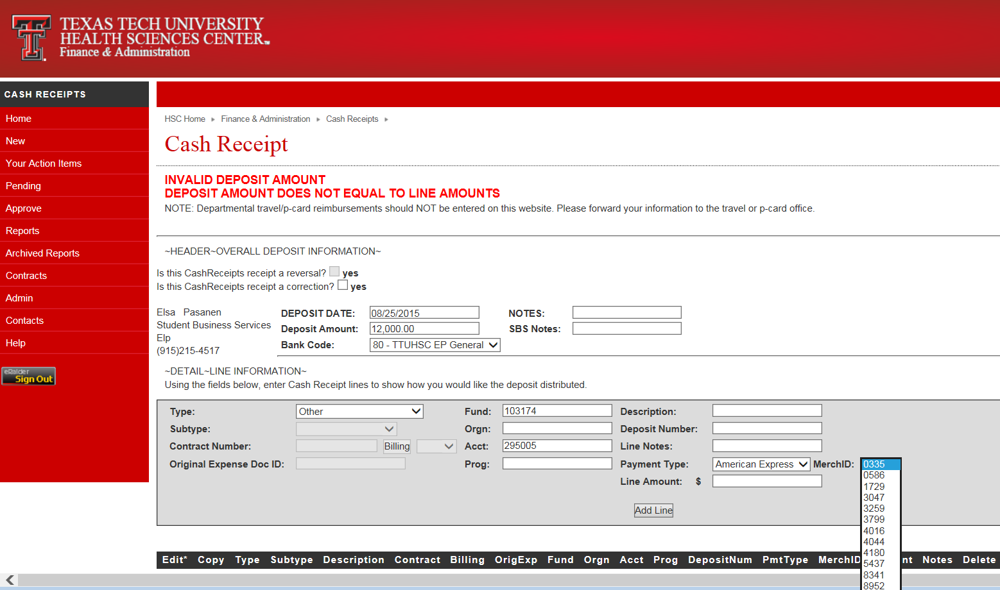 TEXAS TECH UNIVERSITY
HEALTH SCIENCES CENTER™
Finance & Administration
CASH RECEIPTS
Home
New
Your Action Items
Pending
Approve
Reports
Archived Reports
Contracts
Admin
Contacts
Help
eRaider
Sign Out
HSC Home Finance & Administration Cash Receipts
Cash Receipt
INVALID DEPOSIT AMOUNT
DEPOSIT AMOUNT DOES NOT EQUAL TO LINE AMOUNTS
NOTE: Departmental travel/p-card reimbursements should NOT be entered on this website. Please forward your information to the travel or p-card office.
~HEADER~OVERALL DEPOSIT INFORMATION~
Is this CashReceipts receipt a reversal? yes
Is this CashReceipts receipt a correction? yes
Elsa Pasanen
Student Business Services
Elp
(915)215-4517
DEPOSIT DATE: 08/25/2015 NOTES:
Deposit Amount: 12,000.00 SBS Notes:
Bank Code: 80 - TTUHSC EP General
~DETAIL~LINE INFORMATION~
Using the fields below, enter Cash Receipt lines to show how you would like the deposit distributed.
Type: Other Fund: 103174 Description:
Subtype: Orgn: Deposit Number:
Contract Number: Billing Acct: 295005 Line Notes:
Original Expense Doc ID: Prog: Payment Type: American Express MerchID: 0335
Line Amount: $
0586
1729
3047
3259
3799
4016
4044
4180
5437
8341
8952
Add Line
Edit* Copy Type Subtype Description Contract Billing OrigExp Fund Orgn Acct Prog DepositNum PmtType MerchID nt Notes Delete